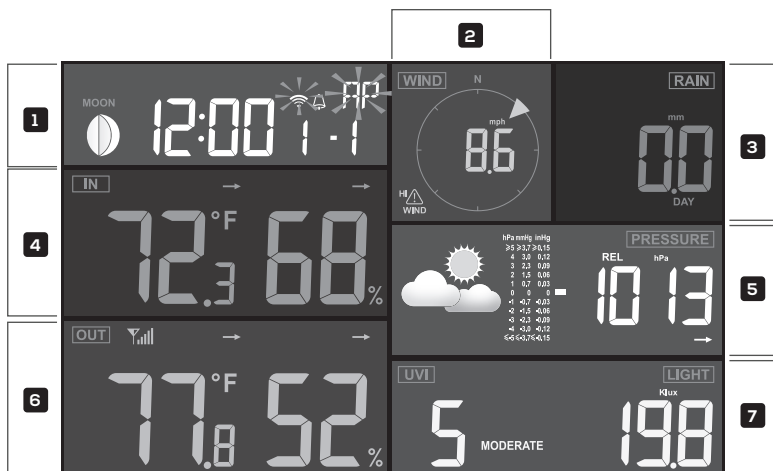 2
1
MOON
12:00
AP
1-1
WIND
N
mph
8.6
HI
WIND
RAIN
mm
0.0
DAY
3
4
IN
→ →
72.3 °F 68 %
hPa mmHg inHg
≥5 ≥3,7 ≥0,15
4 3,0 0,12
3 2,3 0,09
2 1,5 0,06
1 0,7 0,03
0 0 0
-1 -0,7 -0,03
-2 -1,5 -0,06
-3 -2,3 -0,09
-4 -3,0 -0,12
≤-5 ≤-3,7 ≤-0,15
PRESSURE
REL hPa
1013
→
5
6
OUT
→ →
77.8 °F 52 %
UVI
5
MODERATE
LIGHT
Klux
19.8
7